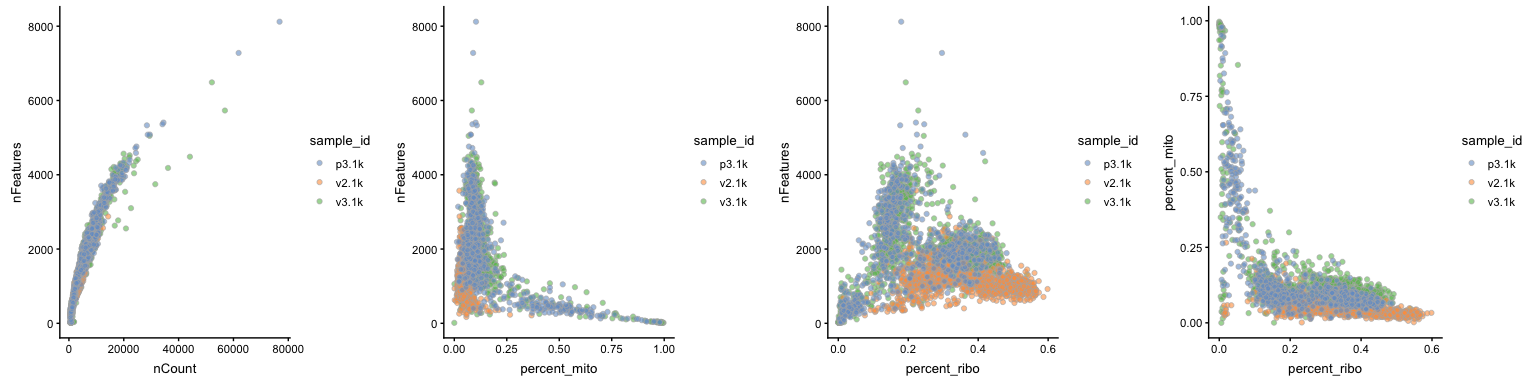 nFeatures
8000
6000
4000
2000
0
0
20000
40000
60000
80000
nCount
sample_id
p3.1k
v2.1k
v3.1k
nFeatures
8000
6000
4000
2000
0
0.00
0.25
0.50
0.75
1.00
percent_mito
sample_id
p3.1k
v2.1k
v3.1k
nFeatures
8000
6000
4000
2000
0
0.0
0.2
0.4
0.6
percent_ribo
sample_id
p3.1k
v2.1k
v3.1k
percent_mito
1.00
0.75
0.50
0.25
0.00
0.0
0.2
0.4
0.6
percent_ribo
sample_id
p3.1k
v2.1k
v3.1k